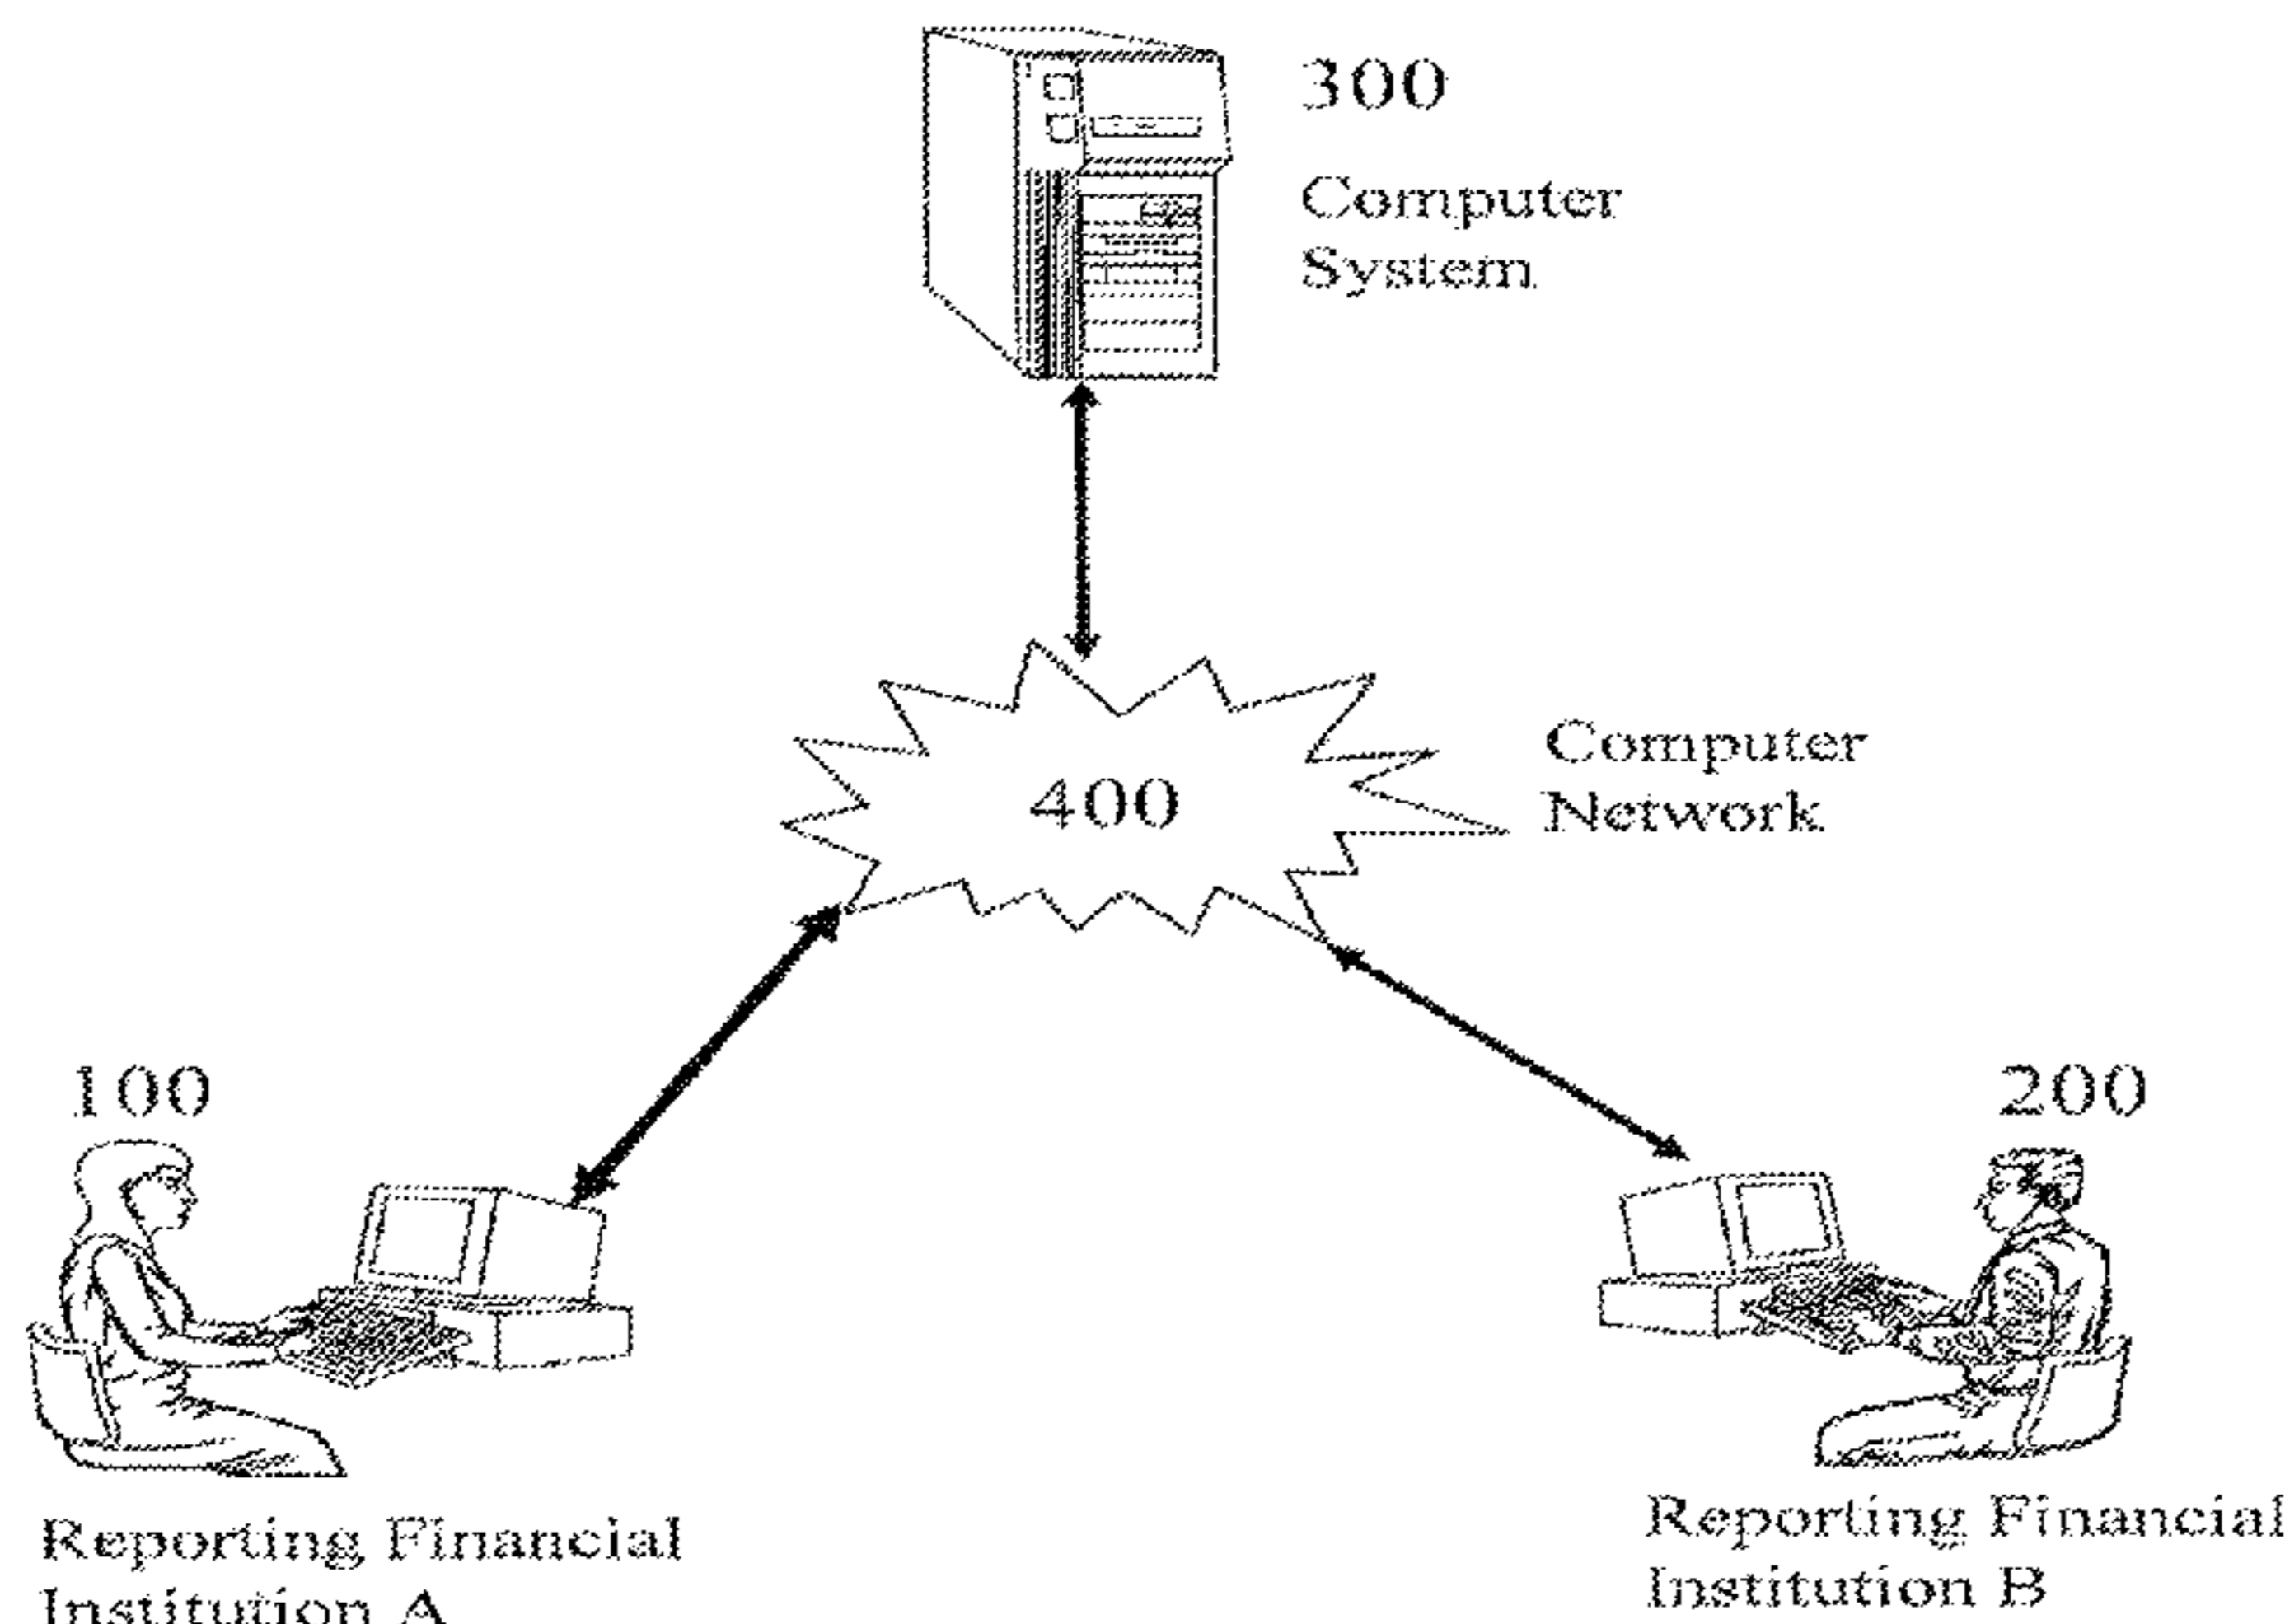 300
Computer
System
Computer
Network
400
100
200
Reporting Financial
Institution A
Reporting Financial
Institution B